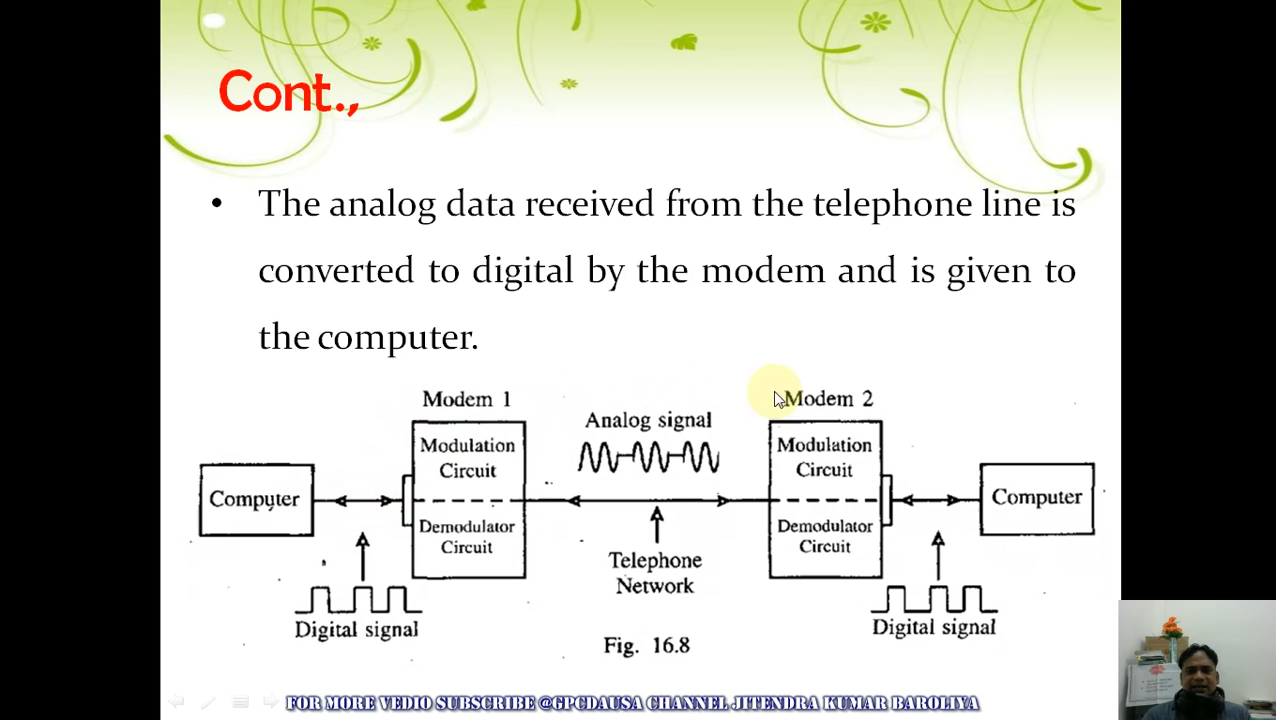 Cont.,
• The analog data received from the telephone line is
converted to digital by the modem and is given to
the computer.
Modem 1
Analog signal
Modem 2
Modulation
Circuit
Demodulator
Circuit
Modulation
Circuit
Demodulator
Circuit
Computer
Computer
Telephone
Network
Digital signal
Digital signal
Fig. 16.8
FOR MORE VEDIO SUBSCRIBE @GPCDAUSA CHANNEL JITENDRA KUMAR BAROLIYA